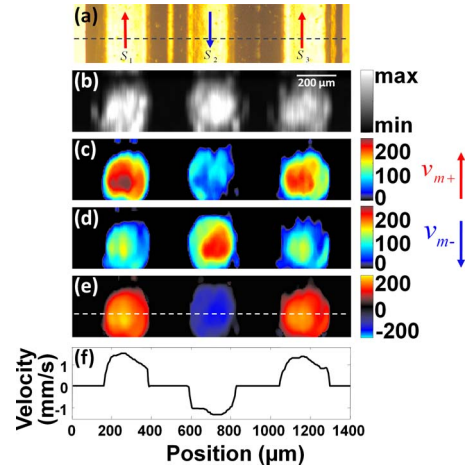 (a)
S1
S2
S3
(b)
200 µm
max
min
(c)
200
100
0
vm+
(d)
200
100
0
vm-
(e)
200
0
-200
(f)
1
0
-1
Velocity
(mm/s)
0 200 400 600 800 1000 1200 1400
Position (µm)